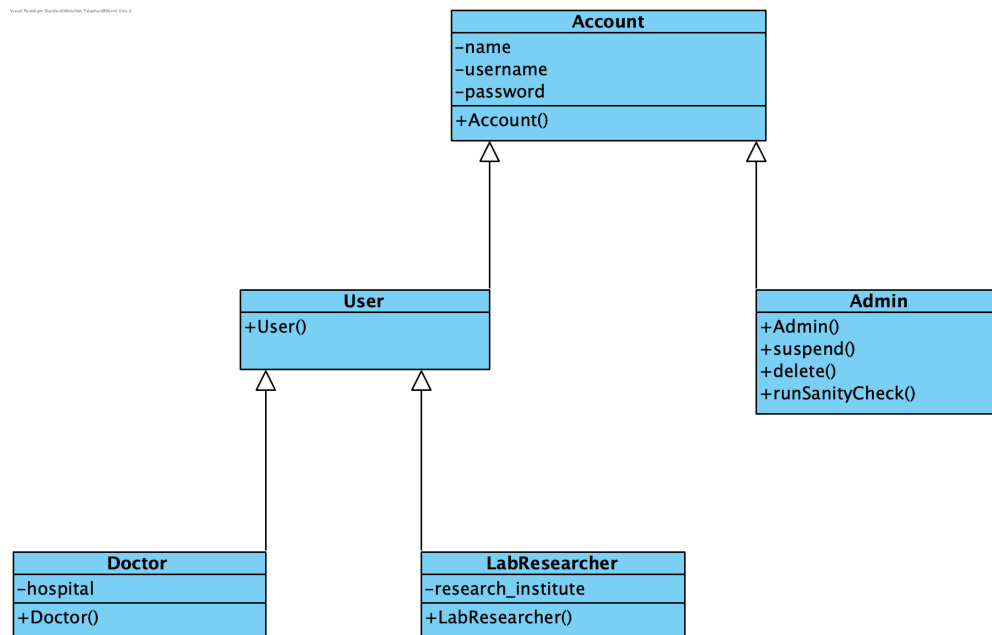 Account
-name
-username
-password
+Account()
User
+User()
Admin
+Admin()
+suspend()
+delete()
+runSanityCheck()
Doctor
-hospital
+Doctor()
LabResearcher
-research_institute
+LabResearcher()